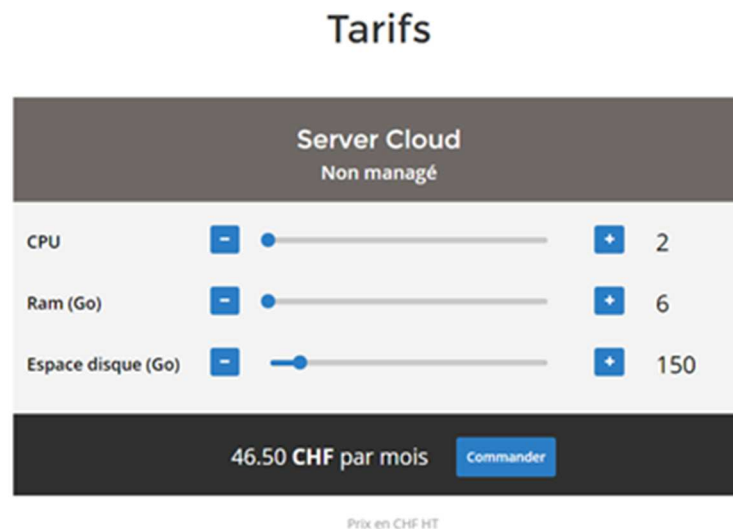 Tarifs
Server Cloud
Non managé
CPU - + 2
Ram (Go) - + 6
Espace disque (Go) - + 150
46.50 CHF par mois Commander
Prix en CHF HT